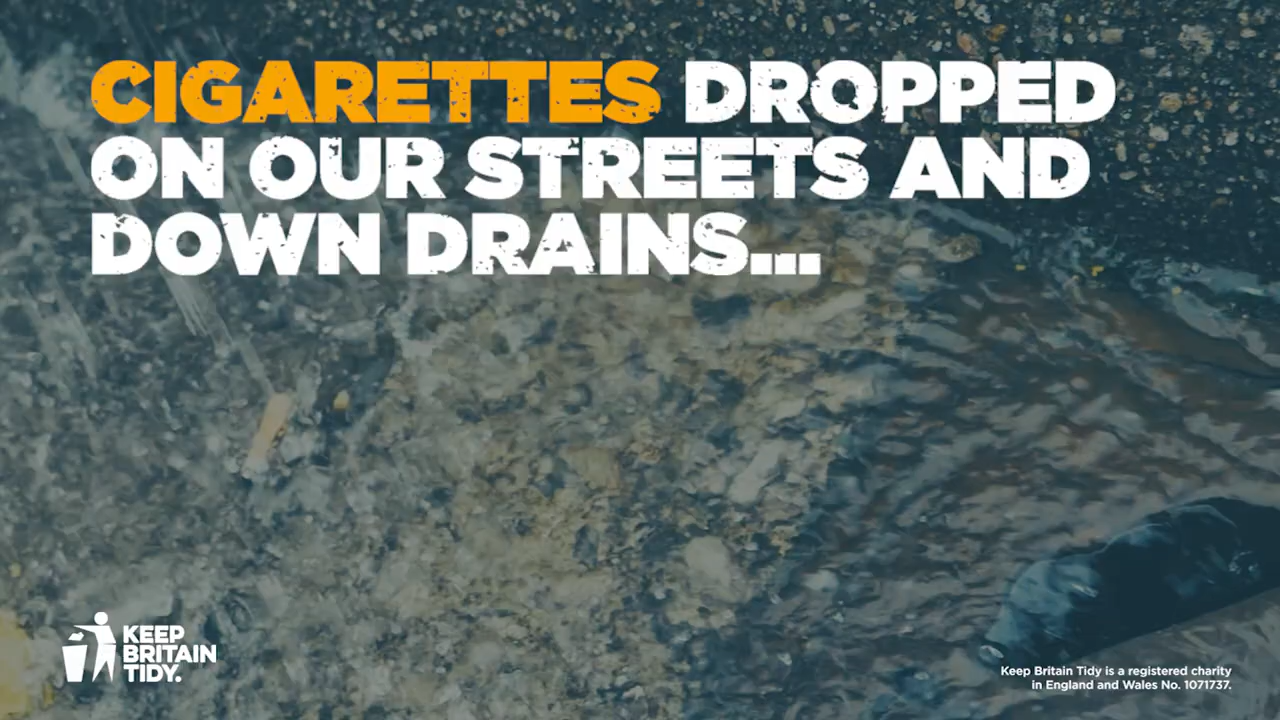 CIGARETTES DROPPED
ON OUR STREETS AND
DOWN DRAINS...
KEEP
BRITAIN
TIDY.
Keep Britain Tidy is a registered charity
in England and Wales No. 1071737.